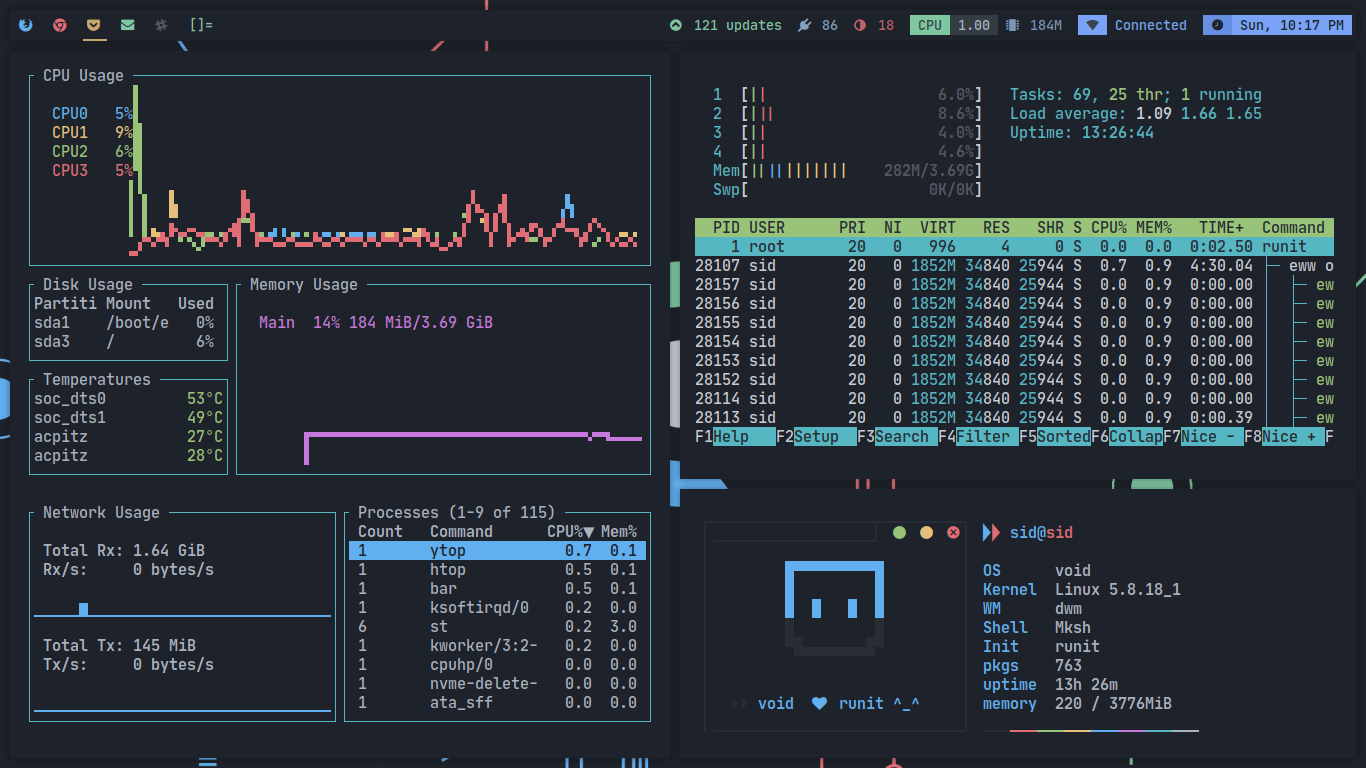 []= 121 updates 86 18 CPU 1.00 184M Connected Sun, 10:17 PM
CPU Usage
CPU0 5%
CPU1 9%
CPU2 6%
CPU3 5%
Disk Usage
Partiti Mount Used
sda1 /boot/e 0%
sda3 / 6%
Temperatures
soc_dts0 53°C
soc_dts1 49°C
acpitz 27°C
acpitz 28°C
Memory Usage
Main 14% 184 MiB/3.69 GiB
Network Usage
Total Rx: 1.64 GiB
Rx/s: 0 bytes/s
Total Tx: 145 MiB
Tx/s: 0 bytes/s
Processes (1-9 of 115)
Count Command CPU%▼ Mem%
1 ytop 0.7 0.1
1 htop 0.5 0.1
1 bar 0.5 0.1
1 ksoftirqd/0 0.2 0.0
6 st 0.2 3.0
1 kworker/3:2- 0.2 0.0
1 cpuhp/0 0.0 0.0
1 nvme-delete- 0.0 0.0
1 ata_sff 0.0 0.0
1 [|| 6.0%] Tasks: 69, 25 thr; 1 running
2 [||| 8.6%] Load average: 1.09 1.66 1.65
3 [|| 4.0%] Uptime: 13:26:44
4 [|| 4.6%]
Mem[||||||||||| 282M/3.69G]
Swp[ 0K/0K]
PID USER PRI NI VIRT RES SHR S CPU% MEM% TIME+ Command
1 root 20 0 996 4 0 S 0.0 0.0 0:02.50 runit
28107 sid 20 0 1852M 34840 25944 S 0.7 0.9 4:30.04 eww o
28157 sid 20 0 1852M 34840 25944 S 0.0 0.9 0:00.00 ew
28156 sid 20 0 1852M 34840 25944 S 0.0 0.9 0:00.00 ew
28155 sid 20 0 1852M 34840 25944 S 0.0 0.9 0:00.00 ew
28154 sid 20 0 1852M 34840 25944 S 0.0 0.9 0:00.00 ew
28153 sid 20 0 1852M 34840 25944 S 0.0 0.9 0:00.00 ew
28152 sid 20 0 1852M 34840 25944 S 0.0 0.9 0:00.00 ew
28114 sid 20 0 1852M 34840 25944 S 0.0 0.9 0:00.00 ew
28113 sid 20 0 1852M 34840 25944 S 0.0 0.9 0:00.39 ew
F1Help F2Setup F3Search F4Filter F5SortedF6CollapF7Nice - F8Nice + F
void runit ^_^
sid@sid
OS void
Kernel Linux 5.8.18_1
WM dwm
Shell Mksh
Init runit
pkgs 763
uptime 13h 26m
memory 220 / 3776MiB